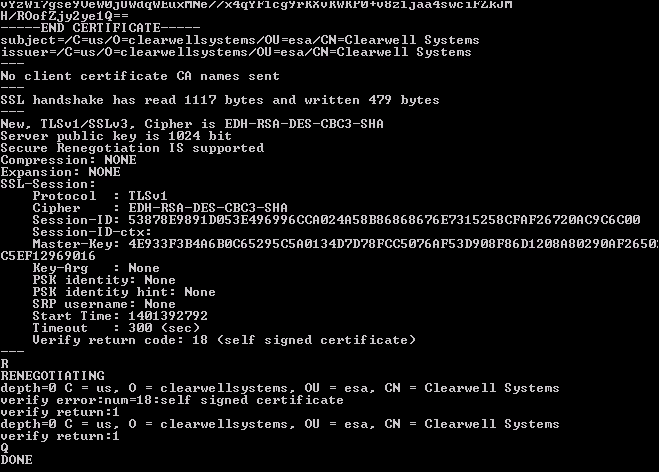 H/ROofZjy2ye1Q==
-----END CERTIFICATE-----
subject=/C=us/O=clearwellsystems/OU=esa/CN=Clearwell Systems
issuer=/C=us/O=clearwellsystems/OU=esa/CN=Clearwell Systems
---
No client certificate CA names sent
---
SSL handshake has read 1117 bytes and written 479 bytes
---
New, TLSv1/SSLv3, Cipher is EDH-RSA-DES-CBC3-SHA
Server public key is 1024 bit
Secure Renegotiation IS supported
Compression: NONE
Expansion: NONE
SSL-Session:
    Protocol  : TLSv1
    Cipher    : EDH-RSA-DES-CBC3-SHA
    Session-ID: 53878E9891D053E496996CCA024A58B86868676E7315258CFAF26720AC9C6C00
    Session-ID-ctx:
    Master-Key: 4E933F3B4A6B0C65295C5A0134D7D78FCC5076AF53D908F86D1208A80290AF2650
C5EF12969016
    Key-Arg   : None
    PSK identity: None
    PSK identity hint: None
    SRP username: None
    Start Time: 1401392792
    Timeout   : 300 (sec)
    Verify return code: 18 (self signed certificate)
---
R
RENEGOTIATING
depth=0 C = us, O = clearwellsystems, OU = esa, CN = Clearwell Systems
verify error:num=18:self signed certificate
verify return:1
depth=0 C = us, O = clearwellsystems, OU = esa, CN = Clearwell Systems
verify return:1
Q
DONE